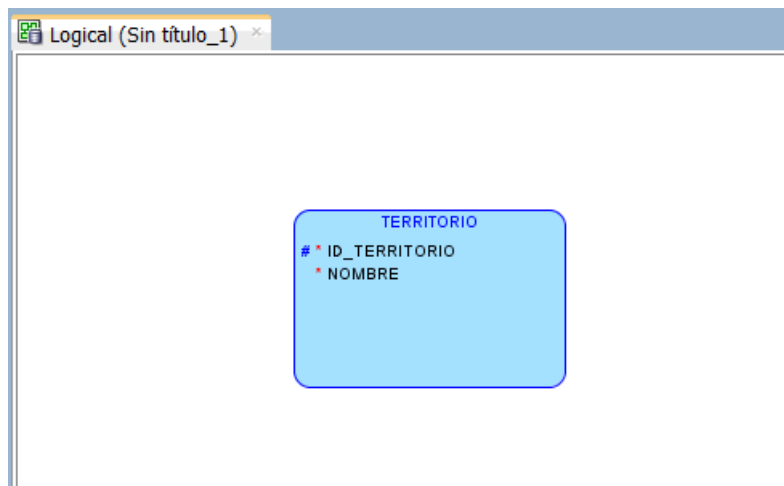 Logical (Sin título_1)
TERRITORIO
# * ID_TERRITORIO
* NOMBRE